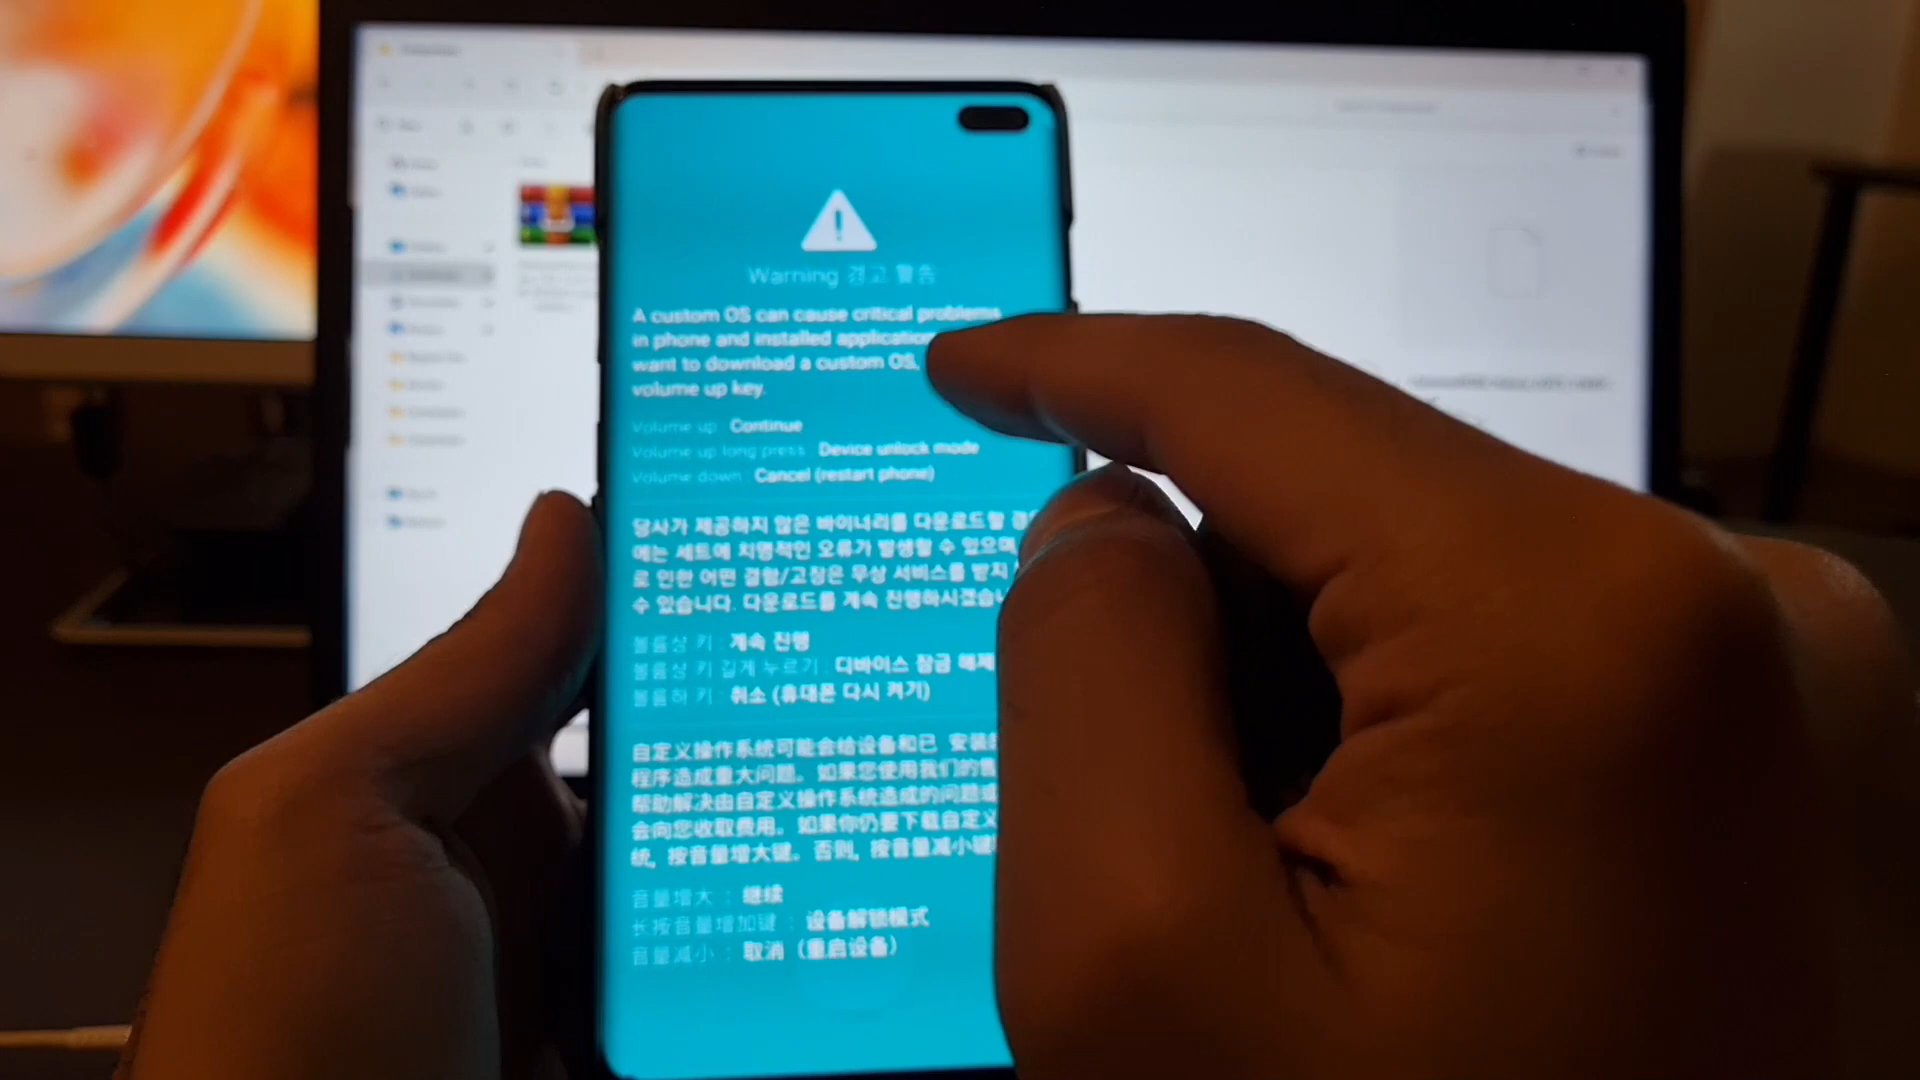 Warning 경고 警告
A custom OS can cause critical problems
in phone and installed
want to download a custom OS,
volume up key.
Volume up : Continue
Volume up long press : Device unlock mode
Volume down : Cancel (restart phone)
당사가 제공하지 않은 바이너리를 다운로드할
에는 세트에 치명적인 오류가 발생할 수 있으며,
로 인한 어떤 결함/고장은 무상 서비스를 받지
수 있습니다. 다운로드를 계속
볼륨상 키 : 계속 진행
볼륨상 키 길게 누르기 : 디바이스 잠금 해제
볼륨하 키 : 취소 (휴대폰 다시 켜기)
自定义操作系统可能会给设备和已 安装
程序造成重大问题。如果您使用我们的售
帮助解决由自定义操作系统造成的问题
会向您收取费用。如果你仍要下载自定义
统, 按音量增大键。否则, 按音量减小键
音量增大 : 继续
长按音量增加键 : 设备解锁模式
音量减小 : 取消 (重启设备)